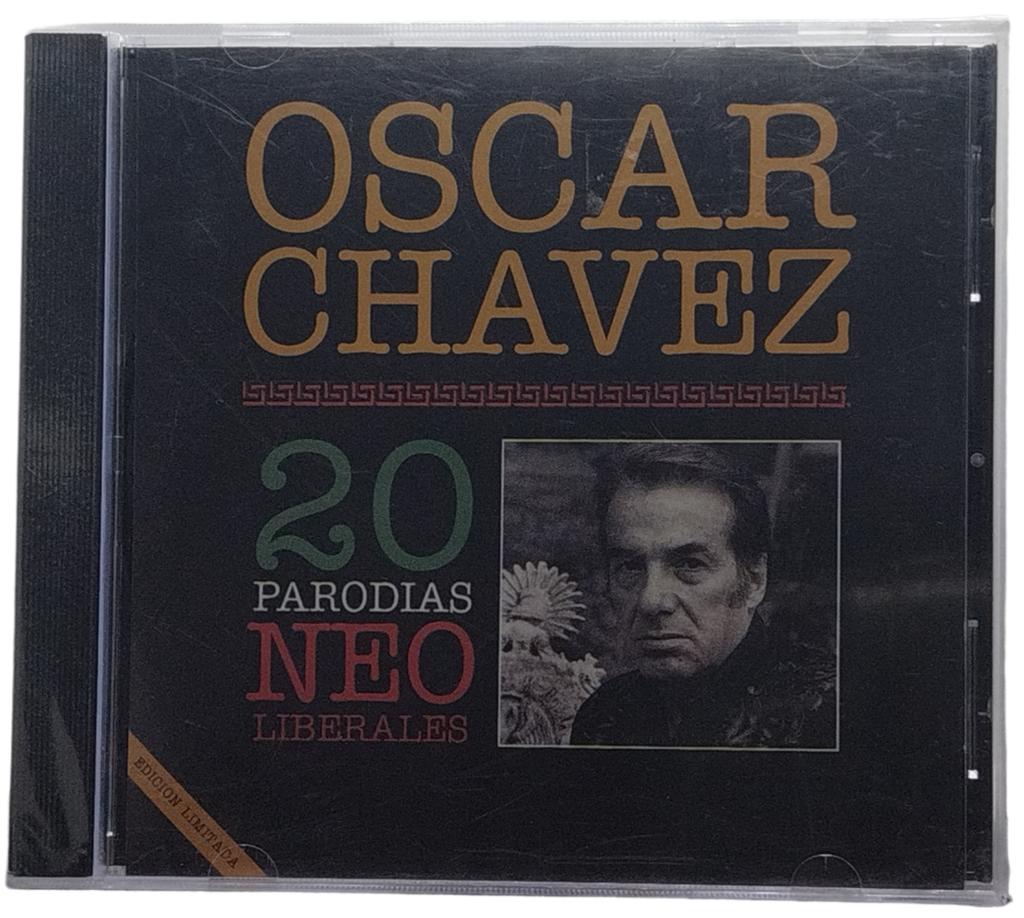 OSCAR
CHAVEZ
20
PARODIAS
NEO
LIBERALES
EDICION LIMITADA